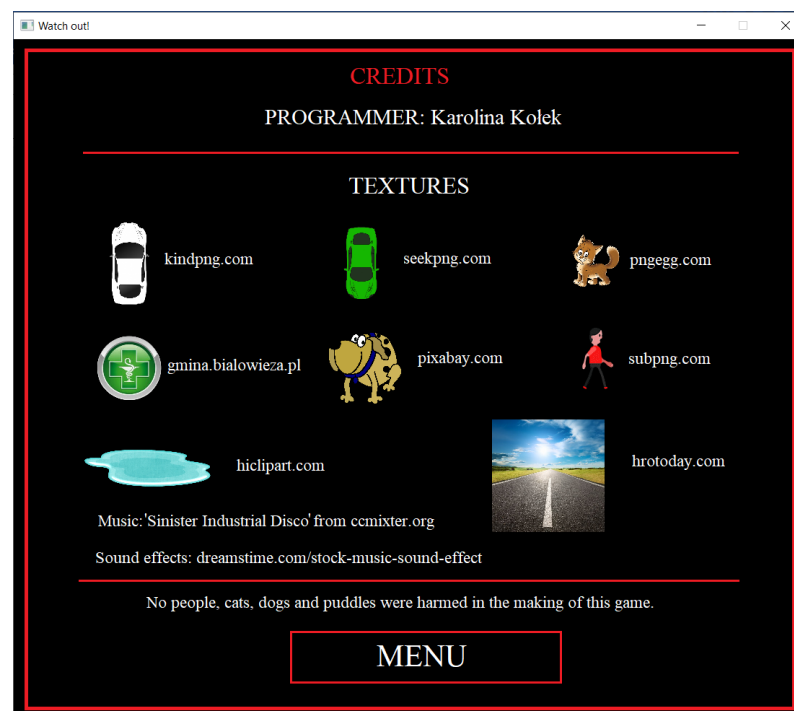 Watch out!
CREDITS
PROGRAMMER: Karolina Kołek
TEXTURES
kindpng.com
seekpng.com
pngegg.com
gmina.bialowieza.pl
pixabay.com
subpng.com
hiclipart.com
hrotoday.com
Music:'Sinister Industrial Disco' from ccmixter.org
Sound effects: dreamstime.com/stock-music-sound-effect
No people, cats, dogs and puddles were harmed in the making of this game.
MENU